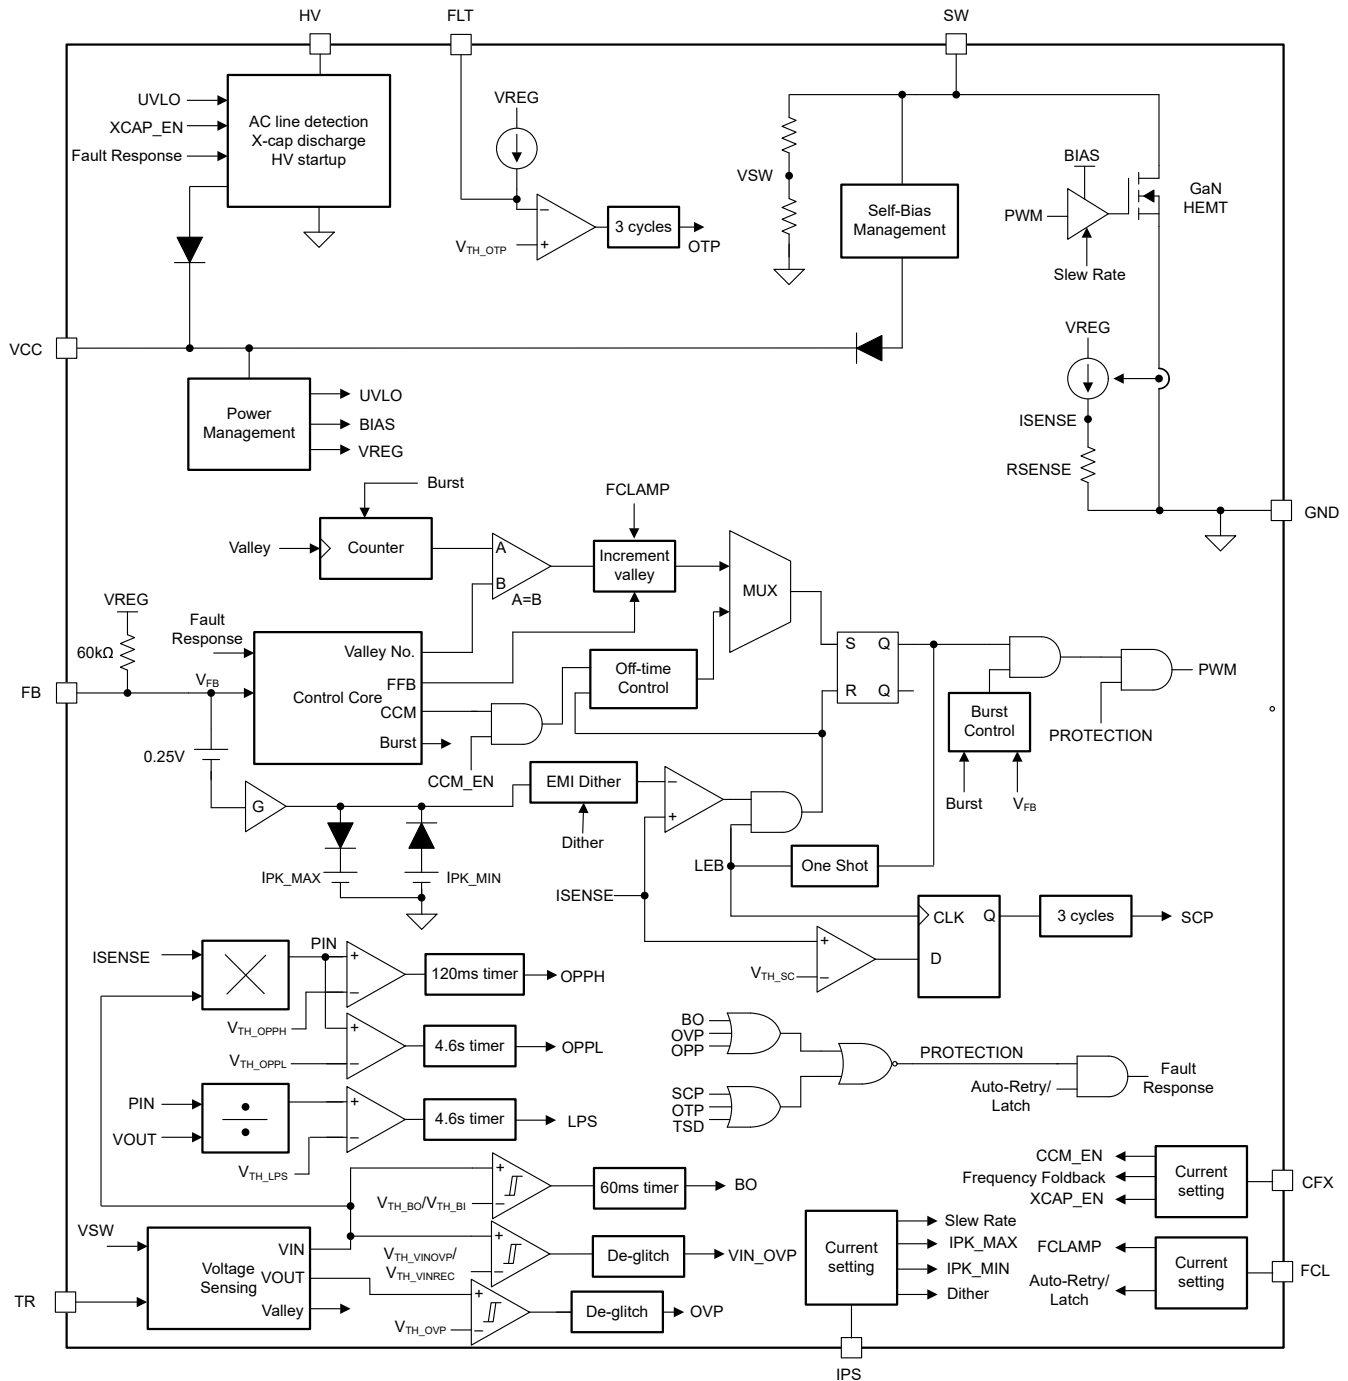 HV
FLT
SW
UVLO
XCAP_EN
Fault Response
AC line detection
X-cap discharge
HV startup
VREG
V_TH_OTP
−
+
3 cycles
OTP
VSW
Self-Bias
Management
BIAS
PWM
Slew Rate
GaN
HEMT
VCC
VREG
ISENSE
RSENSE
GND
Power
Management
UVLO
BIAS
VREG
Burst
Valley
Counter
A
B
A=B
FCLAMP
Increment
valley
MUX
VREG
60kΩ
Fault
Response
FB
V_FB
Control Core
Valley No.
FFB
CCM
Burst
CCM_EN
Off-time
Control
S
Q
R
Q
Burst
Control
Burst
V_FB
PWM
PROTECTION
0.25V
G
EMI Dither
Dither
−
+
LEB
One Shot
IPK_MAX
IPK_MIN
ISENSE
CLK
Q
D
3 cycles
SCP
+
−
V_TH_SC
ISENSE
PIN
+
−
V_TH_OPPH
120ms timer
OPPH
+
−
V_TH_OPPL
4.6s timer
OPPL
PIN
VOUT
+
−
V_TH_LPS
4.6s timer
LPS
BO
OVP
OPP
SCP
OTP
TSD
PROTECTION
Auto-Retry/
Latch
Fault
Response
+
−
V_TH_BO/V_TH_BI
60ms timer
BO
VSW
TR
Voltage
Sensing
VIN
VOUT
Valley
+
−
V_TH_VINOVP/
V_TH_VINREC
De-glitch
VIN_OVP
+
−
V_TH_OVP
De-glitch
OVP
Current
setting
Slew Rate
IPK_MAX
IPK_MIN
Dither
IPS
CCM_EN
Frequency Foldback
XCAP_EN
Current
setting
CFX
FCLAMP
Auto-Retry/
Latch
Current
setting
FCL